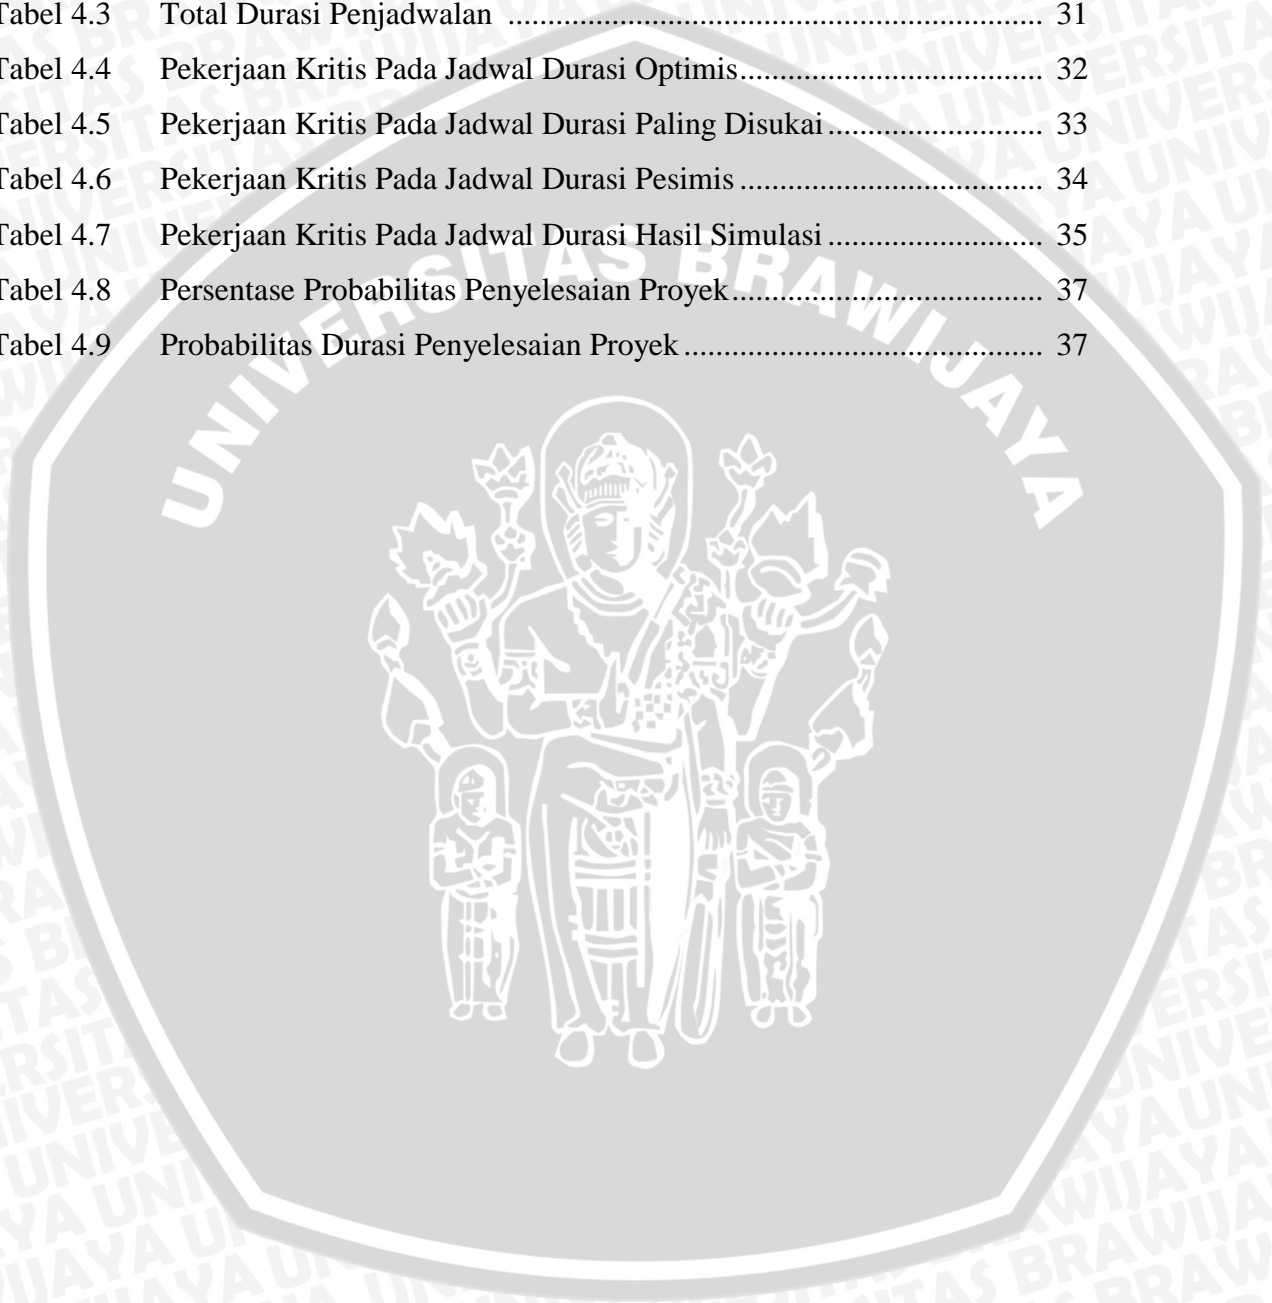 Tabel 4.3 Total Durasi Penjadwalan ......................................................................... 31
Tabel 4.4 Pekerjaan Kritis Pada Jadwal Durasi Optimis......................................... 32
Tabel 4.5 Pekerjaan Kritis Pada Jadwal Durasi Paling Disukai ............................. 33
Tabel 4.6 Pekerjaan Kritis Pada Jadwal Durasi Pesimis ......................................... 34
Tabel 4.7 Pekerjaan Kritis Pada Jadwal Durasi Hasil Simulasi ............................. 35
Tabel 4.8 Persentase Probabilitas Penyelesaian Proyek.......................................... 37
Tabel 4.9 Probabilitas Durasi Penyelesaian Proyek ................................................ 37
UNIVERSITAS BRAWIJAYA